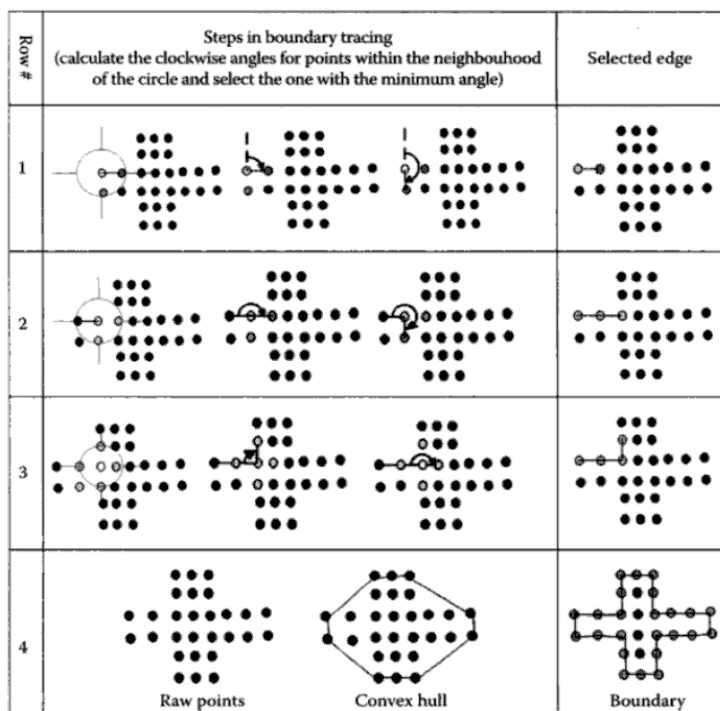 Row #
Steps in boundary tracing
(calculate the clockwise angles for points within the neighbouhood
of the circle and select the one with the minimum angle)
Selected edge
1
2
3
4
Raw points
Convex hull
Boundary